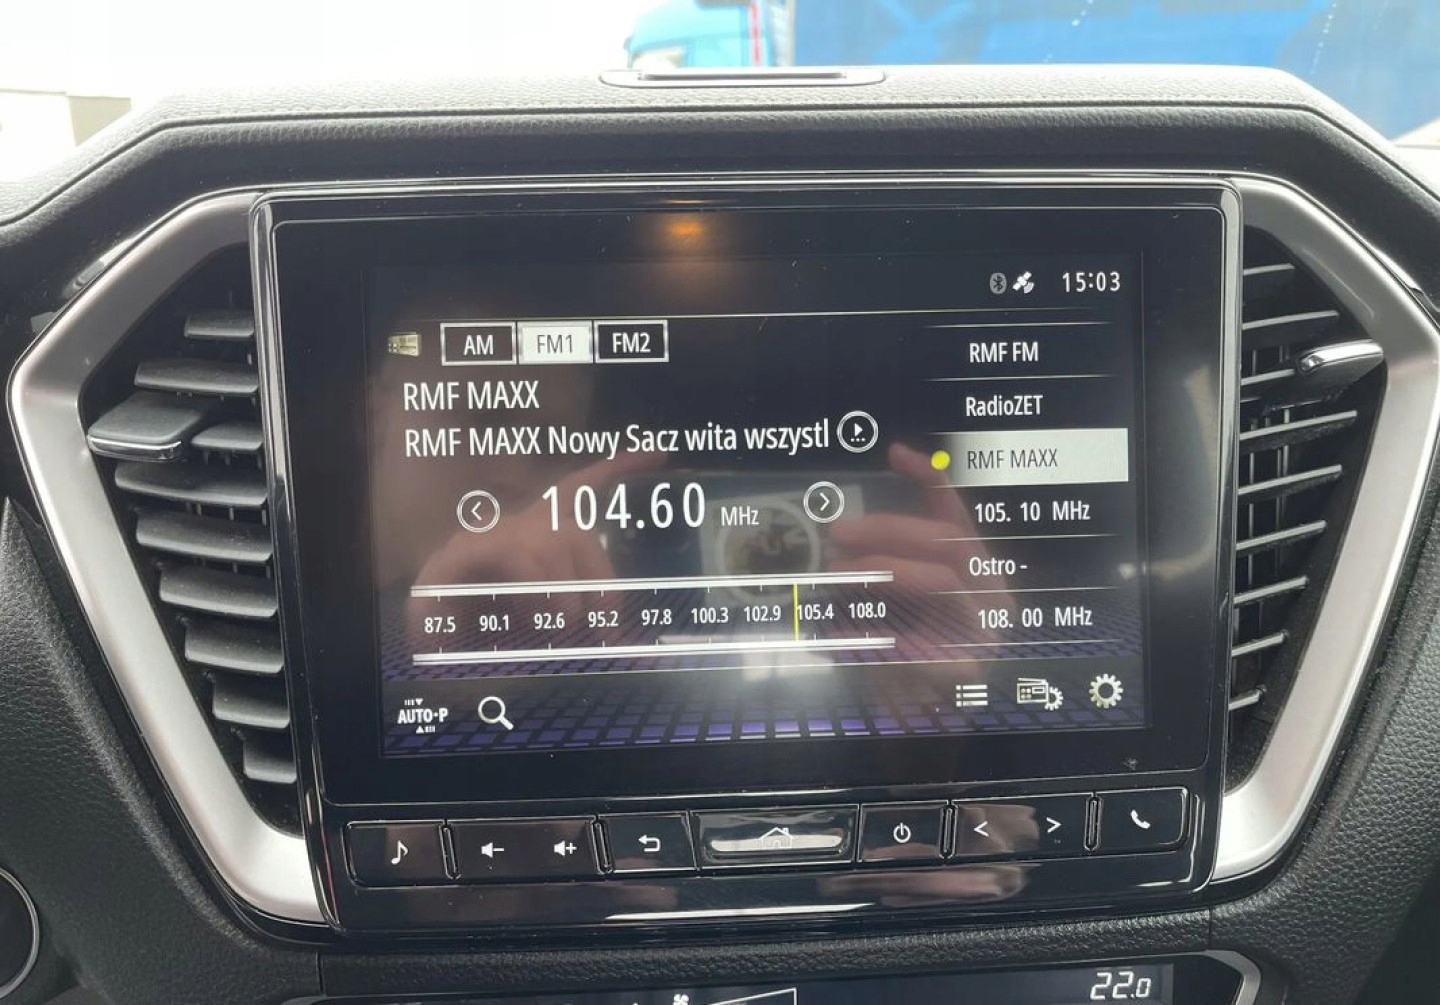 15:03
AM FM1 FM2
RMF MAXX
RMF MAXX Nowy Sacz wita wszystl
104.60 MHz
87.5 90.1 92.6 95.2 97.8 100.3 102.9 105.4 108.0
AUTO-P
RMF FM
RadioZET
RMF MAXX
105. 10 MHz
Ostro -
108. 00 MHz
22.0